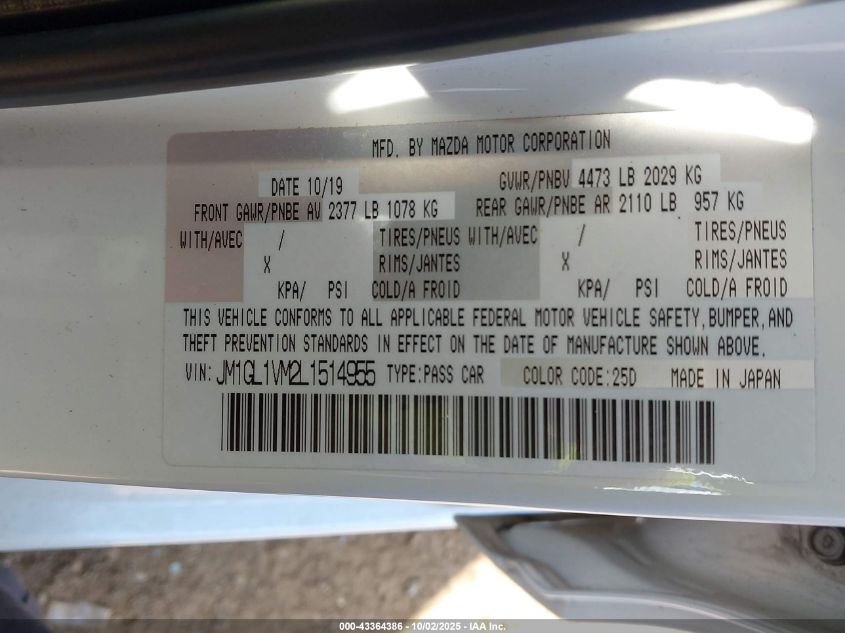 MFD. BY MAZDA MOTOR CORPORATION
DATE 10/19 GVWR/PNBV 4473 LB 2029 KG
FRONT GAWR/PNBE AV 2377 LB 1078 KG REAR GAWR/PNBE AR 2110 LB 957 KG
WITH/AVEC / TIRES/PNEUS WITH/AVEC / TIRES/PNEUS
X RIMS/JANTES X RIMS/JANTES
KPA/ PSI COLD/A FROID KPA/ PSI COLD/A FROID
THIS VEHICLE CONFORMS TO ALL APPLICABLE FEDERAL MOTOR VEHICLE SAFETY, BUMPER, AND
THEFT PREVENTION STANDARDS IN EFFECT ON THE DATE OF MANUFACTURE SHOWN ABOVE.
VIN: JM1GL1VM2L1514955 TYPE:PASS CAR COLOR CODE:25D MADE IN JAPAN
000-43364386 - 10/02/2025 - IAA Inc.